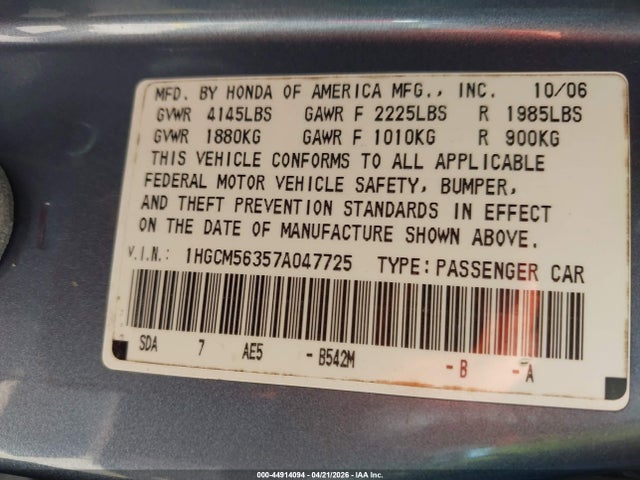 MFD. BY HONDA OF AMERICA MFG., INC. 10/06
GVWR 4145LBS GAWR F 2225LBS R 1985LBS
GVWR 1880KG GAWR F 1010KG R 900KG
THIS VEHICLE CONFORMS TO ALL APPLICABLE
FEDERAL MOTOR VEHICLE SAFETY, BUMPER,
AND THEFT PREVENTION STANDARDS IN EFFECT
ON THE DATE OF MANUFACTURE SHOWN ABOVE.
V.I.N.: 1HGCM56357A047725 TYPE: PASSENGER CAR
SDA 7 AE5 - B542M - B - A
000-44914094 04/21/2026 © IAA Inc.